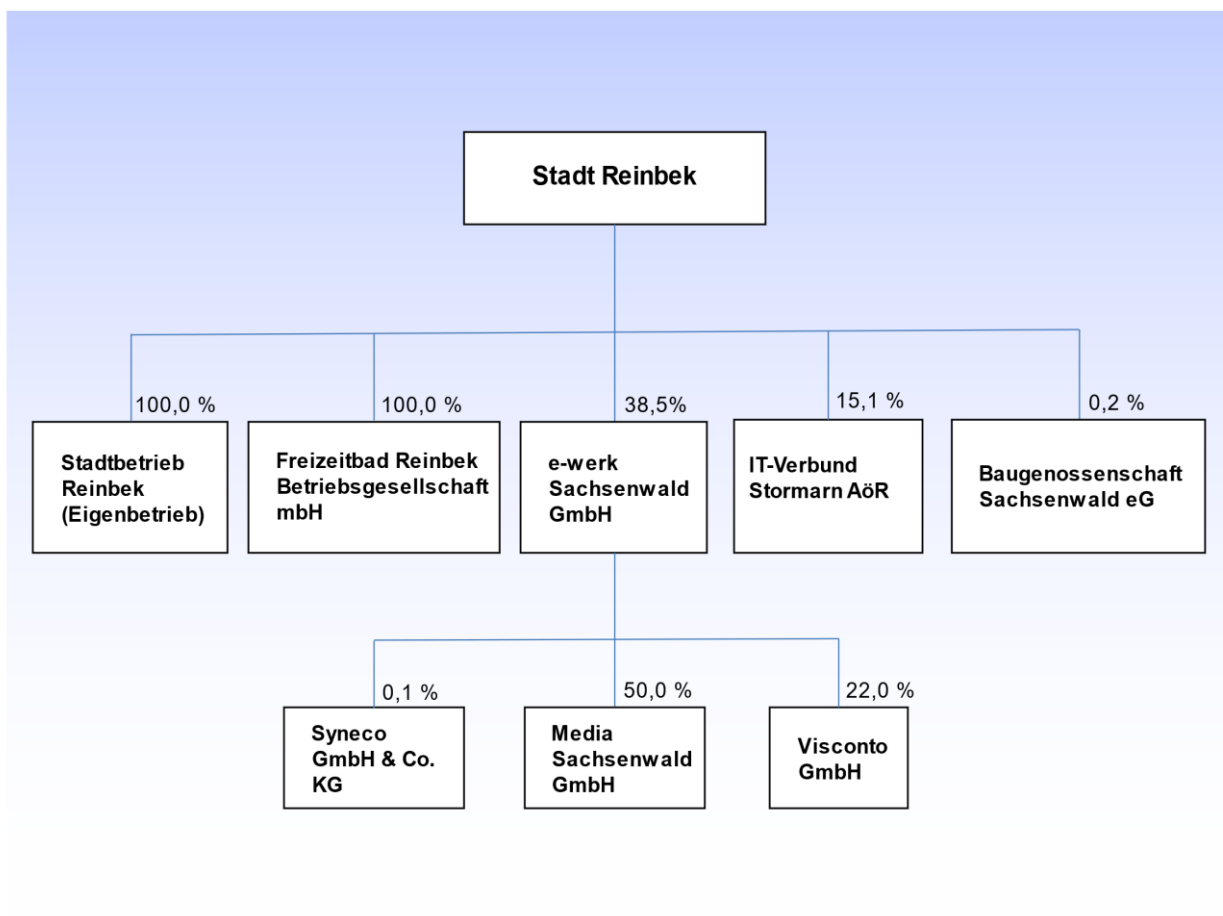 Stadt Reinbek
100,0 %
100,0 %
38,5%
15,1 %
0,2 %
Stadtbetrieb
Reinbek
(Eigenbetrieb)
Freizeitbad Reinbek
Betriebsgesellschaft
mbH
e-werk
Sachsenwald
GmbH
IT-Verbund
Stormarn AöR
Baugenossenschaft
Sachsenwald eG
0,1 %
50,0 %
22,0 %
Syneco
GmbH & Co.
KG
Media
Sachsenwald
GmbH
Visconto
GmbH